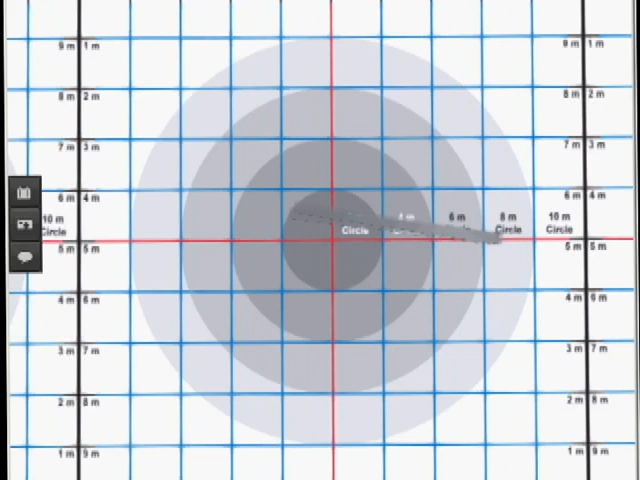 9 m 1 m 9 m 1 m
8 m 2 m 8 m 2 m
7 m 3 m 7 m 3 m
6 m 4 m 6 m 4 m
10 m 4 m 6 m 8 m 10 m
Circle Circle Circle Circle
5 m 5 m 5 m 5 m
4 m 6 m 4 m 6 m
3 m 7 m 3 m 7 m
2 m 8 m 2 m 8 m
1 m 9 m 1 m 9 m